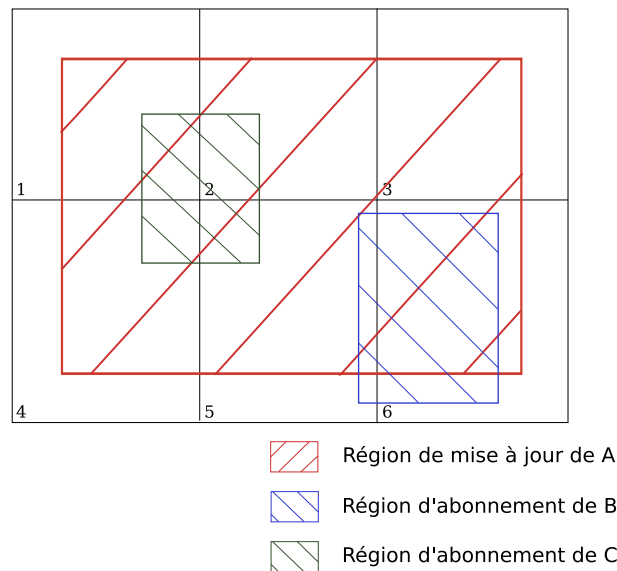 1 2 3
4 5 6
Région de mise à jour de A
Région d'abonnement de B
Région d'abonnement de C